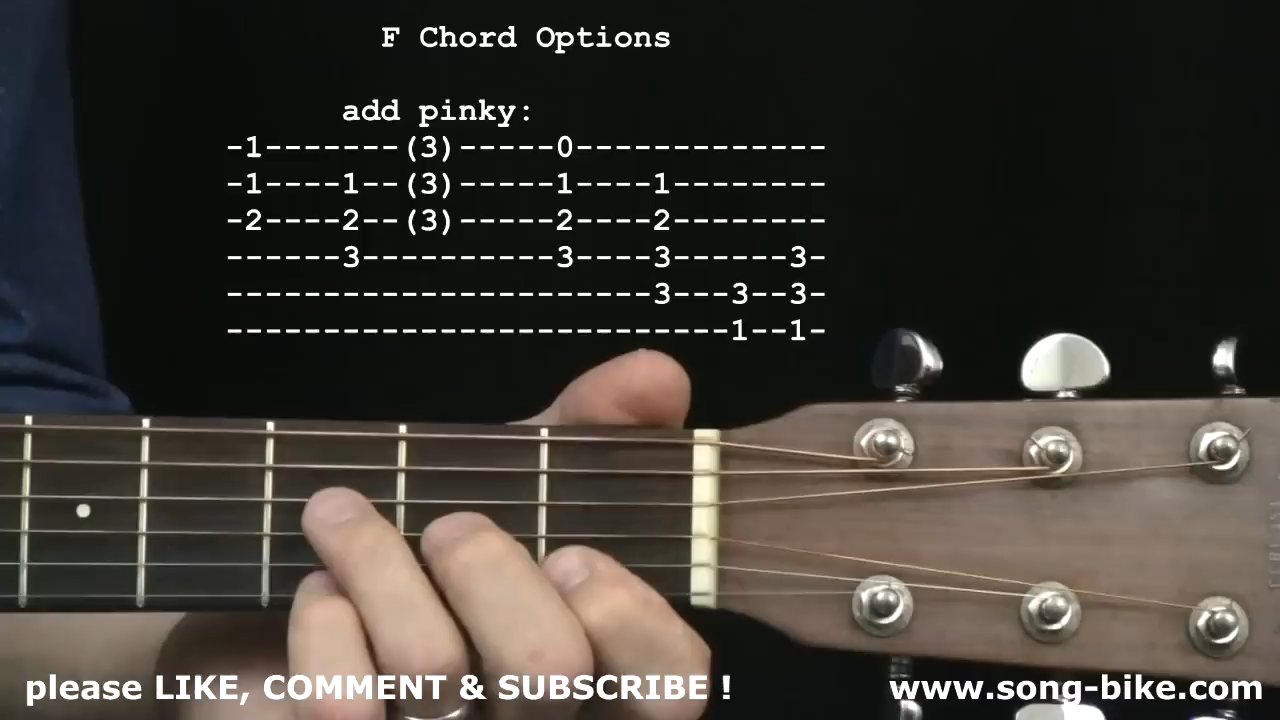 F Chord Options
add pinky:
-1-------(3)-----0-------------
-1----1--(3)-----1----1--------
-2----2--(3)-----2----2--------
------3----------3----3------3-
----------------------3---3--3-
--------------------------1--1-
please LIKE, COMMENT & SUBSCRIBE !
www.song-bike.com